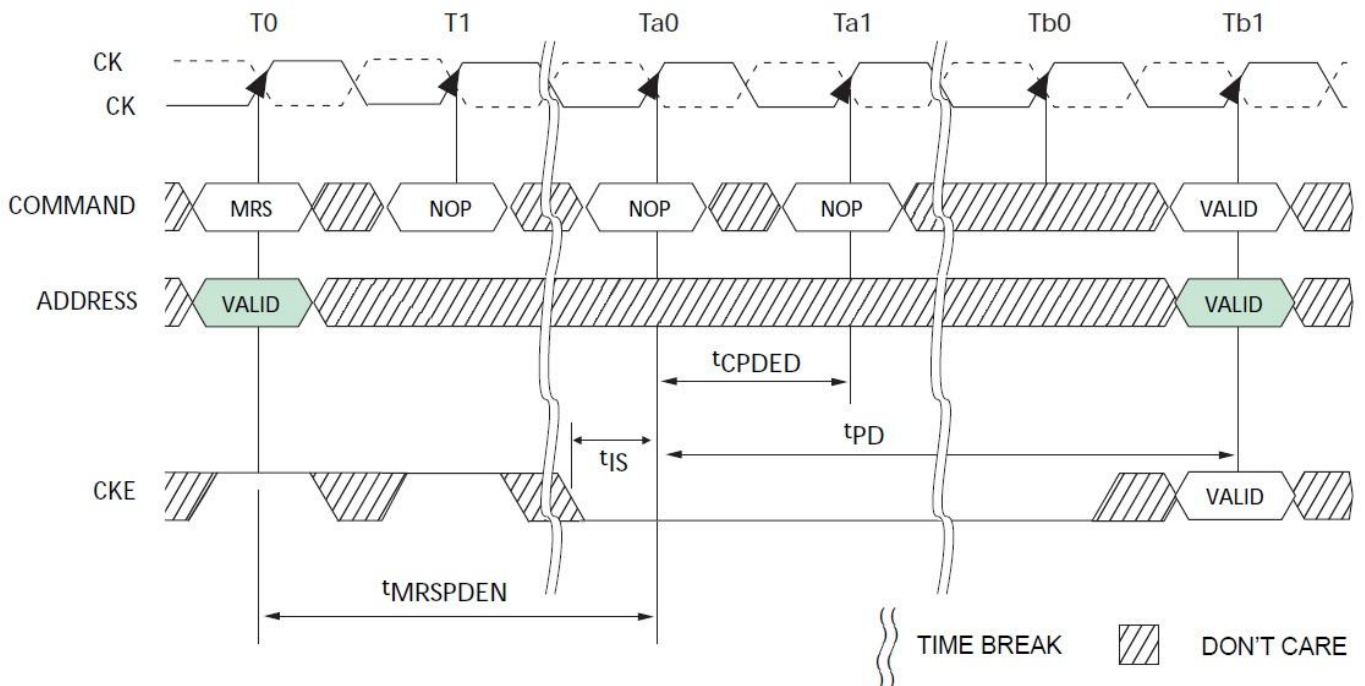 T0 T1 Ta0 Ta1 Tb0 Tb1
CK
CK
COMMAND MRS NOP NOP NOP VALID
ADDRESS VALID VALID
tCPDED
tIS tPD
CKE VALID
tMRSPDEN
TIME BREAK DON'T CARE